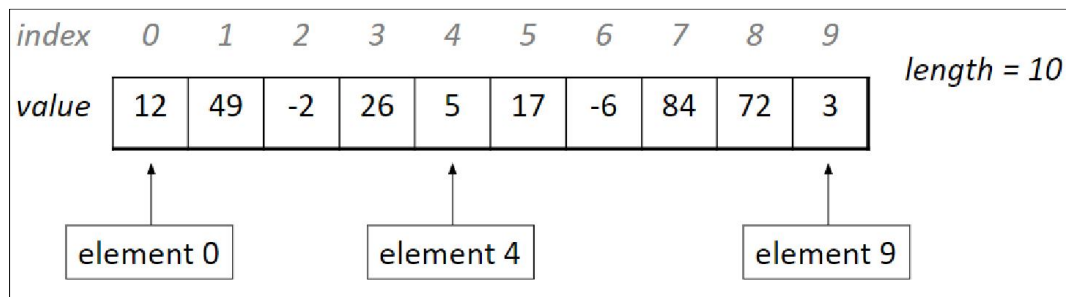 index 0 1 2 3 4 5 6 7 8 9
length = 10
value 12 49 -2 26 5 17 -6 84 72 3
element 0 element 4 element 9